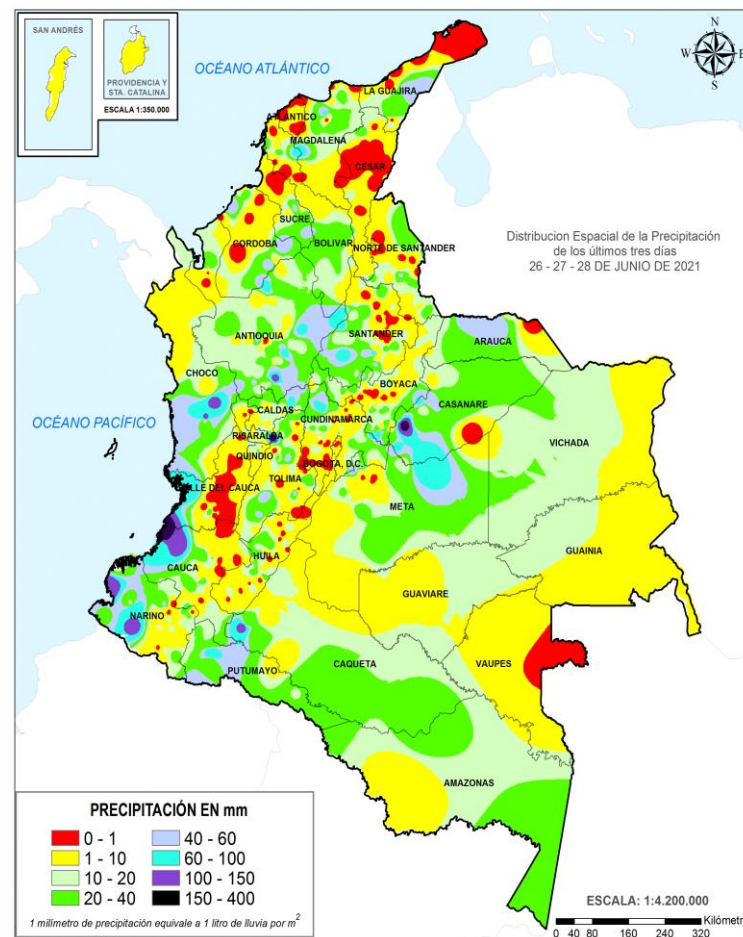 SAN ANDRÉS
PROVIDENCIA Y
STA. CATALINA
ESCALA 1:350.000
OCÉANO ATLÁNTICO
N
W
E
S
LA GUAJIRA
ATLANTICO
MAGDALENA
CESAR
SUCRE
CORDOBA
BOLIVAR
NORTE DE SANTANDER
Distribucion Espacial de la Precipitación
de los últimos tres días
26 - 27 - 28 DE JUNIO DE 2021
ANTIOQUIA
SANTANDER
ARAUCA
CHOCO
BOYACA
CASANARE
OCÉANO PACÍFICO
CALDAS
CUNDINAMARCA
RISARALDA
VICHADA
QUINDIO
BOGOTA, D.C.
TOLIMA
VALLE DEL CAUCA
META
GUAINIA
HUILA
CAUCA
GUAVIARE
NARINO
VAUPES
CAQUETA
PUTUMAYO
AMAZONAS
PRECIPITACIÓN EN mm
0 - 1
40 - 60
1 - 10
60 - 100
10 - 20
100 - 150
20 - 40
150 - 400
1 milímetro de precipitación equivale a 1 litro de lluvia por m²
ESCALA: 1:4.200.000
Kilómet
0 40 80 160 240 320